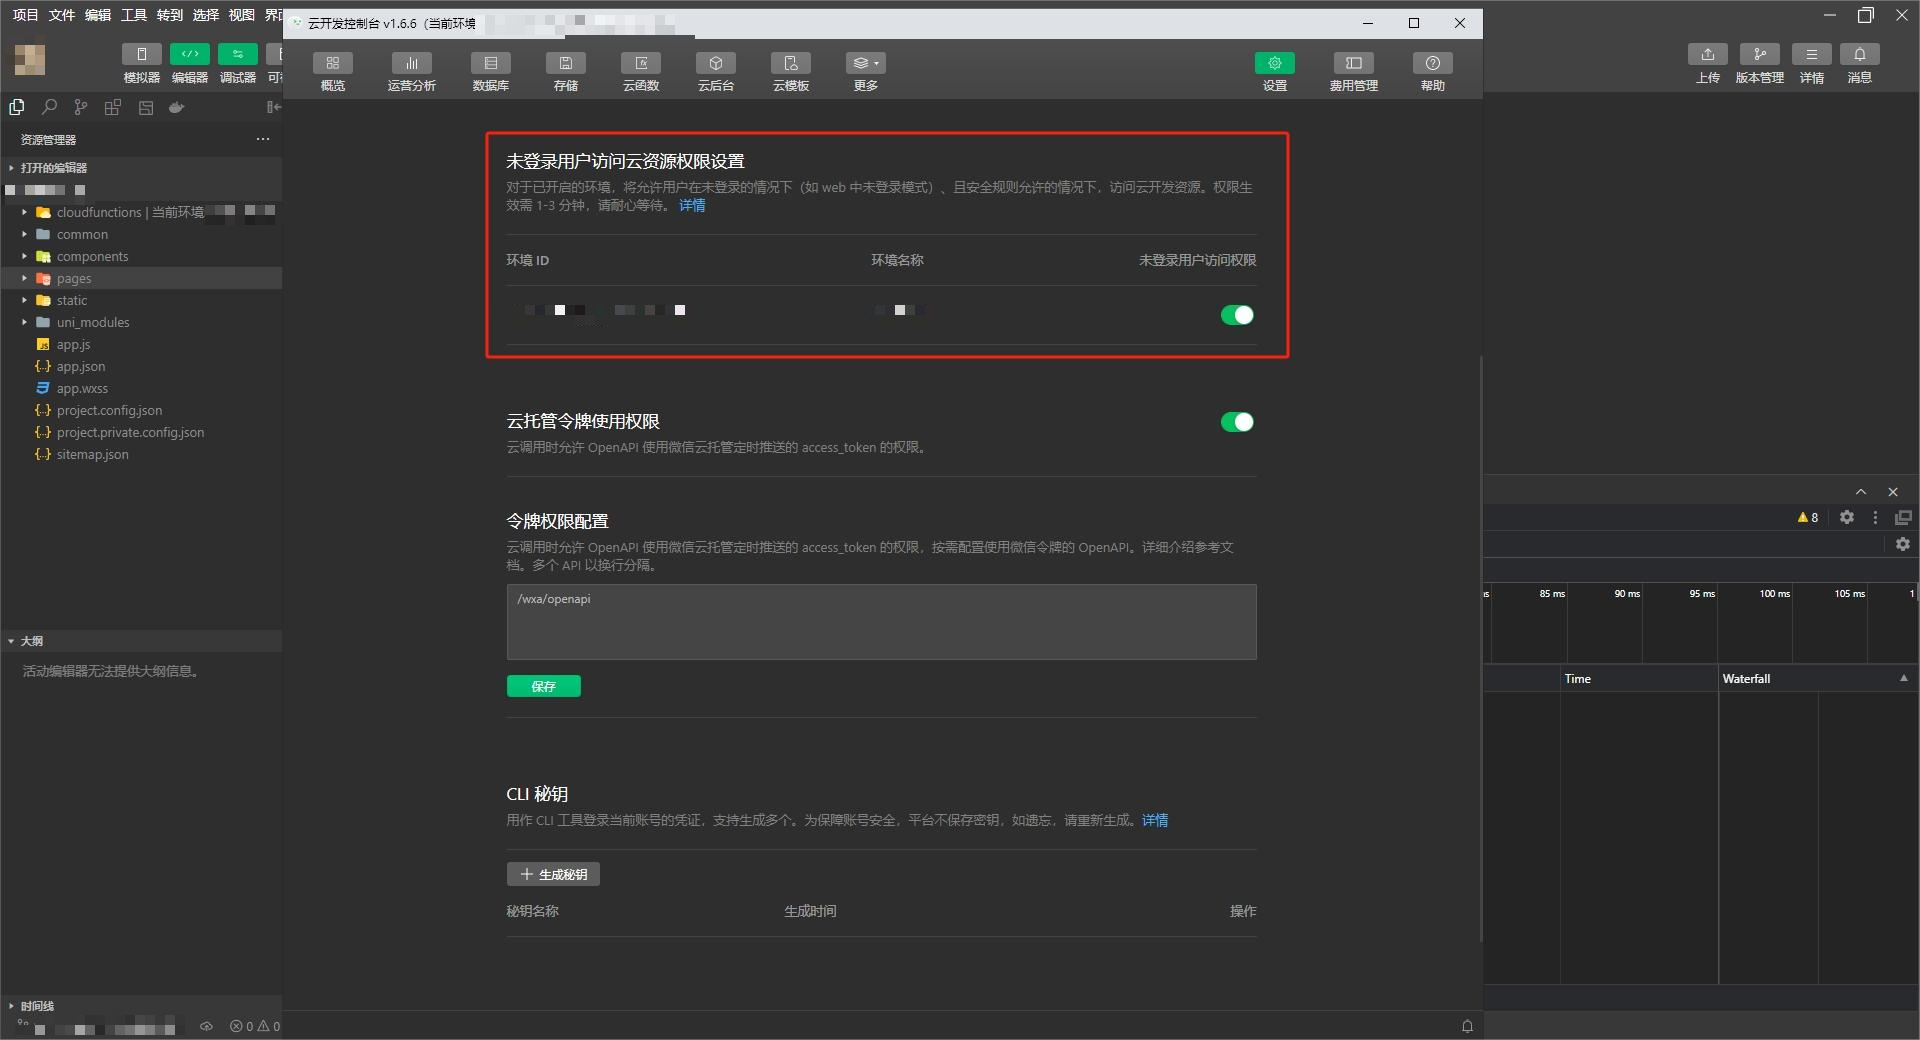 项目 文件 编辑 工具 转到 选择 视图
云开发控制台 v1.6.6（当前环境
模拟器 编辑器 调试器
概览 运营分析 数据库 存储 云函数 云后台 云模板 更多 设置 费用管理 帮助
上传 版本管理 详情 消息
资源管理器
打开的编辑器
cloudfunctions | 当前环境
common
components
pages
static
uni_modules
app.js
app.json
app.wxss
project.config.json
project.private.config.json
sitemap.json
大纲
活动编辑器无法提供大纲信息。
时间线
0 0
未登录用户访问云资源权限设置
对于已开启的环境，将允许用户在未登录的情况下（如 web 中未登录模式）、且安全规则允许的情况下，访问云开发资源。权限生
效需 1-3 分钟，请耐心等待。 详情
环境 ID 环境名称 未登录用户访问权限
云托管令牌使用权限
云调用时允许 OpenAPI 使用微信云托管定时推送的 access_token 的权限。
令牌权限配置
云调用时允许 OpenAPI 使用微信云托管定时推送的 access_token 的权限，按需配置使用微信令牌的 OpenAPI。详细介绍参考文
档。多个 API 以换行分隔。
/wxa/openapi
保存
CLI 秘钥
用作 CLI 工具登录当前账号的凭证，支持生成多个。为保障账号安全，平台不保存密钥，如遗忘，请重新生成。详情
生成秘钥
秘钥名称 生成时间 操作
8
85 ms 90 ms 95 ms 100 ms 105 ms
Time Waterfall